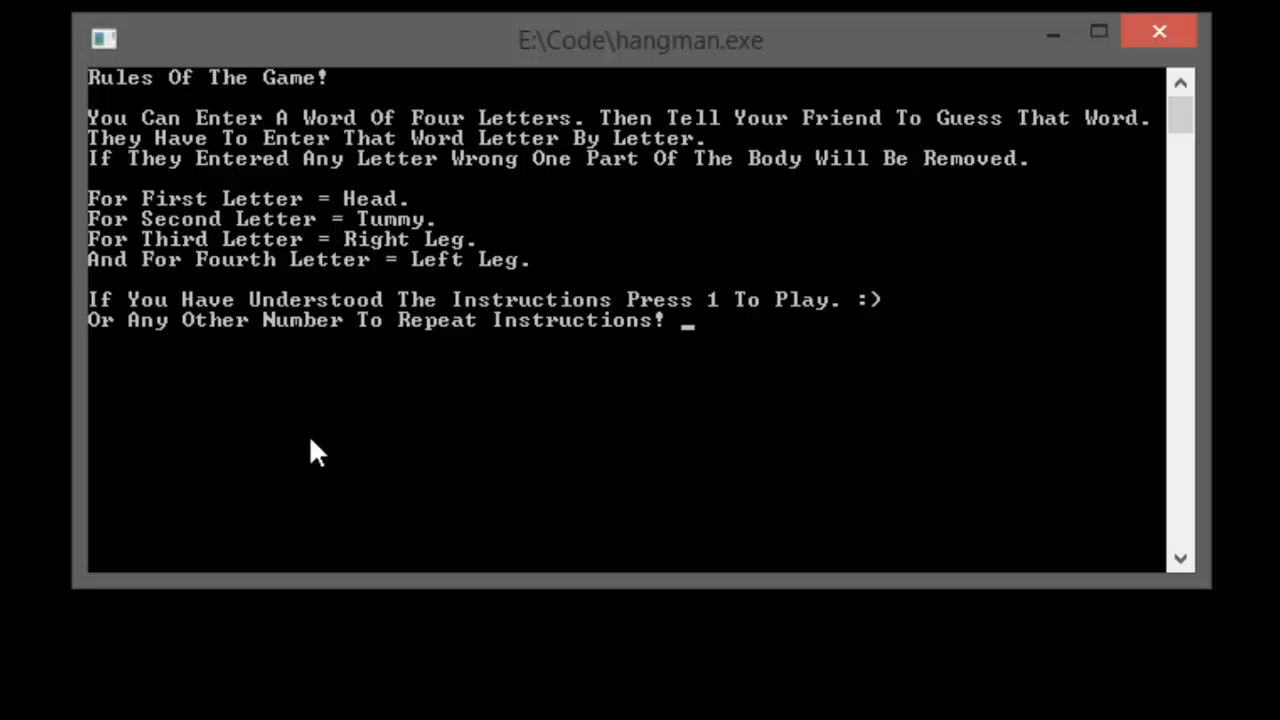 E:\Code\hangman.exe
Rules Of The Game!
You Can Enter A Word Of Four Letters. Then Tell Your Friend To Guess That Word.
They Have To Enter That Word Letter By Letter.
If They Entered Any Letter Wrong One Part Of The Body Will Be Removed.
For First Letter = Head.
For Second Letter = Tummy.
For Third Letter = Right Leg.
And For Fourth Letter = Left Leg.
If You Have Understood The Instructions Press 1 To Play. :)
Or Any Other Number To Repeat Instructions! _